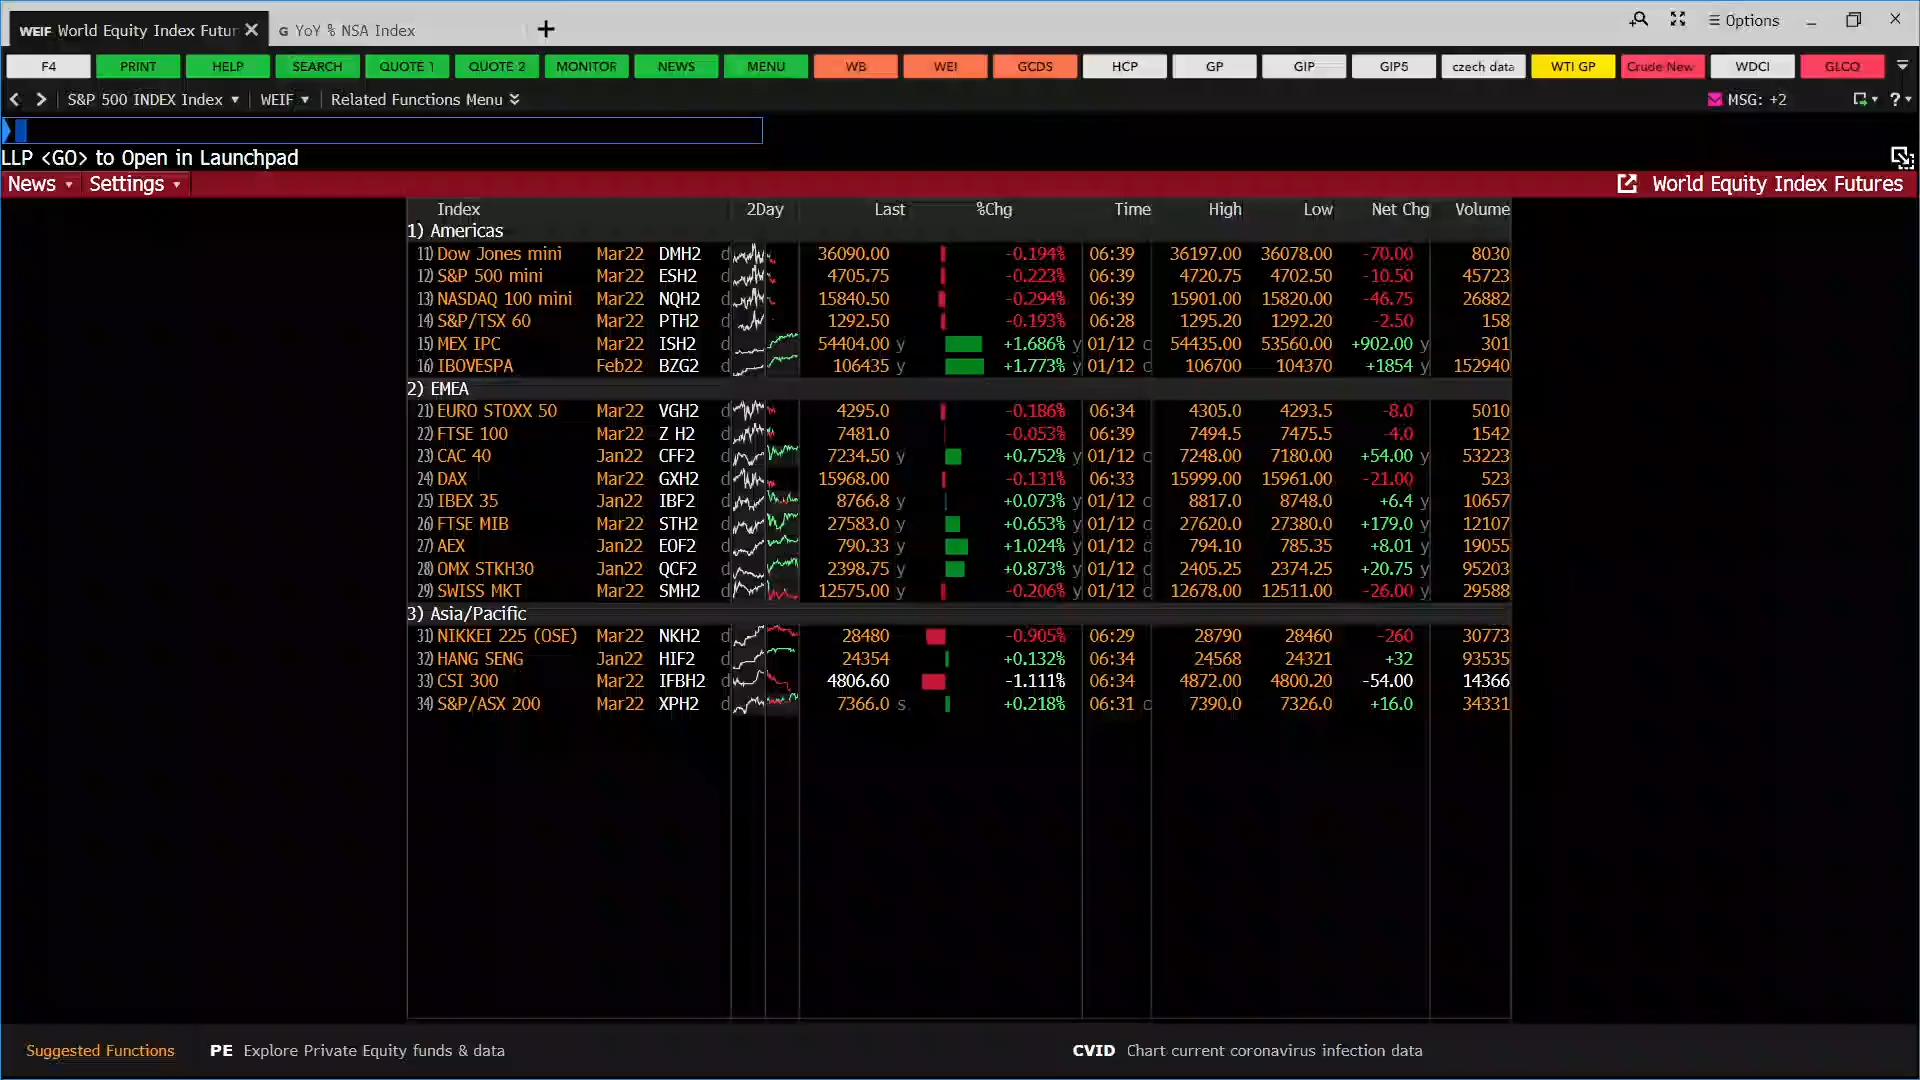 WEIF World Equity Index Futur G YoY % NSA Index Options
F4 PRINT HELP SEARCH QUOTE 1 QUOTE 2 MONITOR NEWS MENU WB WEI GCDS HCP GP GIP GIP5 czech data WTI GP Crude New WDCI GLCO
S&P 500 INDEX Index WEIF Related Functions Menu MSG: +2 ?
LLP <GO> to Open in Launchpad
News Settings World Equity Index Futures
Index 2Day Last %Chg Time High Low Net Chg Volume
1) Americas
11) Dow Jones mini Mar22 DMH2 d 36090.00 -0.194% 06:39 36197.00 36078.00 -70.00 8030
12) S&P 500 mini Mar22 ESH2 d 4705.75 -0.223% 06:39 4720.75 4702.50 -10.50 45723
13) NASDAQ 100 mini Mar22 NQH2 d 15840.50 -0.294% 06:39 15901.00 15820.00 -46.75 26882
14) S&P/TSX 60 Mar22 PTH2 d 1292.50 -0.193% 06:28 1295.20 1292.20 -2.50 158
15) MEX IPC Mar22 ISH2 d 54404.00 y +1.686% y 01/12 c 54435.00 53560.00 +902.00 y 301
16) IBOVESPA Feb22 BZG2 d 106435 y +1.773% y 01/12 c 106700 104370 +1854 y 152940
2) EMEA
21) EURO STOXX 50 Mar22 VGH2 d 4295.0 -0.186% 06:34 4305.0 4293.5 -8.0 5010
22) FTSE 100 Mar22 Z H2 d 7481.0 -0.053% 06:39 7494.5 7475.5 -4.0 1542
23) CAC 40 Jan22 CFF2 d 7234.50 y +0.752% y 01/12 c 7248.00 7180.00 +54.00 y 53223
24) DAX Mar22 GXH2 d 15968.00 -0.131% 06:33 15999.00 15961.00 -21.00 523
25) IBEX 35 Jan22 IBF2 d 8766.8 y +0.073% y 01/12 c 8817.0 8748.0 +6.4 y 10657
26) FTSE MIB Mar22 STH2 d 27583.0 y +0.653% y 01/12 c 27620.0 27380.0 +179.0 y 12107
27) AEX Jan22 EOF2 d 790.33 y +1.024% y 01/12 c 794.10 785.35 +8.01 y 19055
28) OMX STKH30 Jan22 QCF2 d 2398.75 y +0.873% y 01/12 c 2405.25 2374.25 +20.75 y 95203
29) SWISS MKT Mar22 SMH2 d 12575.00 y -0.206% y 01/12 c 12678.00 12511.00 -26.00 y 29588
3) Asia/Pacific
31) NIKKEI 225 (OSE) Mar22 NKH2 d 28480 -0.905% 06:29 28790 28460 -260 30773
32) HANG SENG Jan22 HIF2 d 24354 +0.132% 06:34 24568 24321 +32 93535
33) CSI 300 Mar22 IFBH2 d 4806.60 -1.111% 06:34 4872.00 4800.20 -54.00 14366
34) S&P/ASX 200 Mar22 XPH2 d 7366.0 s +0.218% 06:31 c 7390.0 7326.0 +16.0 34331
Suggested Functions PE Explore Private Equity funds & data CVID Chart current coronavirus infection data